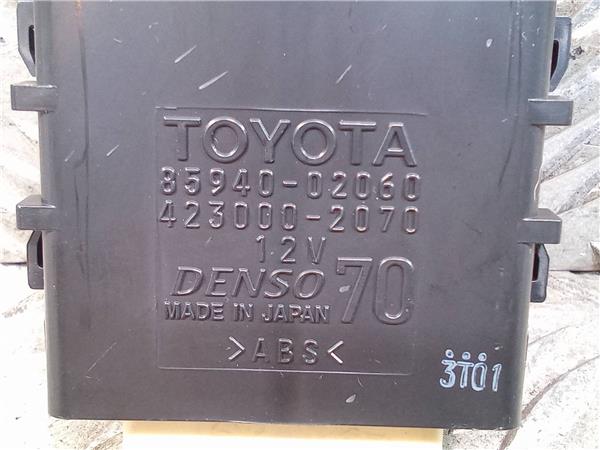 TOYOTA
85940-02060
423000-2070
12V
DENSO 70
MADE IN JAPAN
>ABS<
3T01